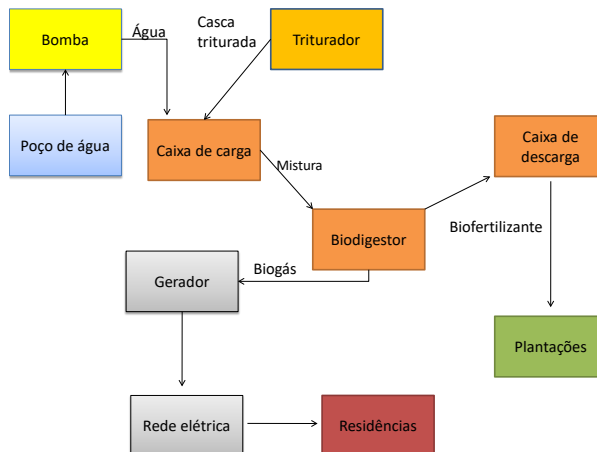 Bomba
Água
Casca
triturada
Triturador
Poço de água
Caixa de carga
Caixa de
descarga
Mistura
Biodigestor
Biofertilizante
Gerador
Biogás
Plantações
Rede elétrica
Residências